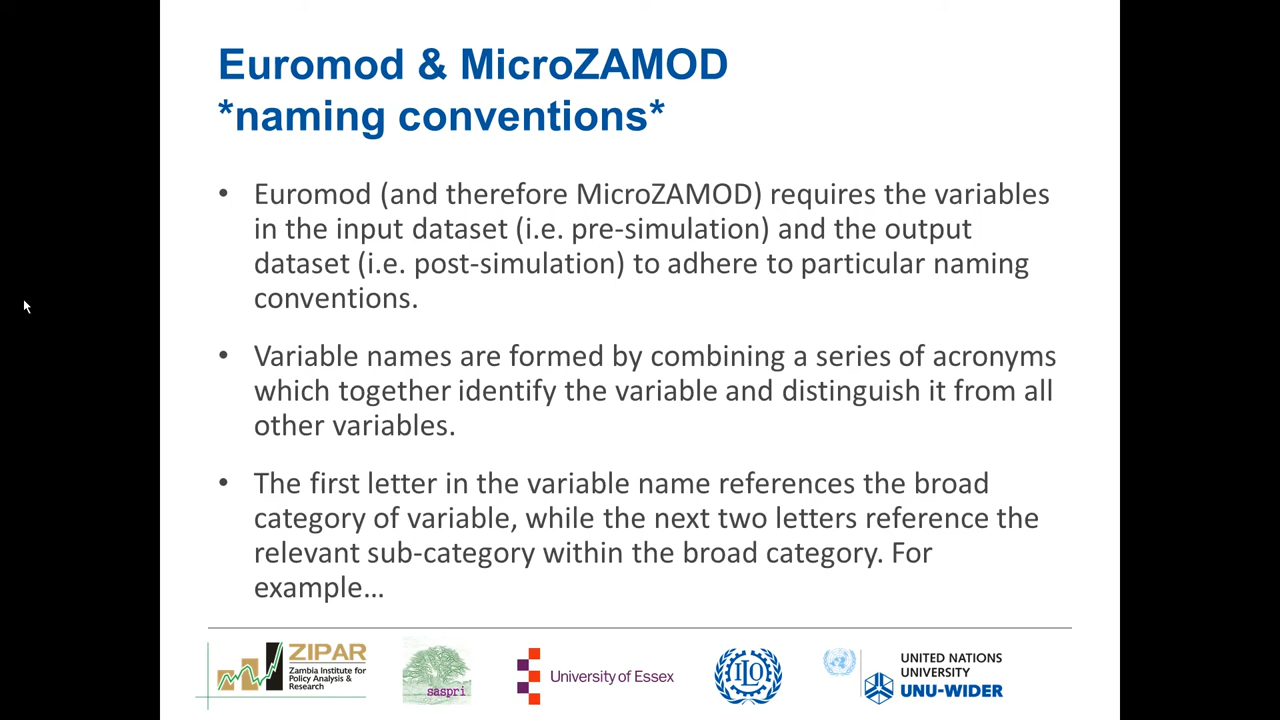 Euromod & MicroZAMOD
*naming conventions*
• Euromod (and therefore MicroZAMOD) requires the variables
in the input dataset (i.e. pre-simulation) and the output
dataset (i.e. post-simulation) to adhere to particular naming
conventions.
• Variable names are formed by combining a series of acronyms
which together identify the variable and distinguish it from all
other variables.
• The first letter in the variable name references the broad
category of variable, while the next two letters reference the
relevant sub-category within the broad category. For
example…
ZIPAR
Zambia Institute for
Policy Analysis &
Research
saspri
University of Essex
ILO
UNITED NATIONS
UNIVERSITY
UNU-WIDER